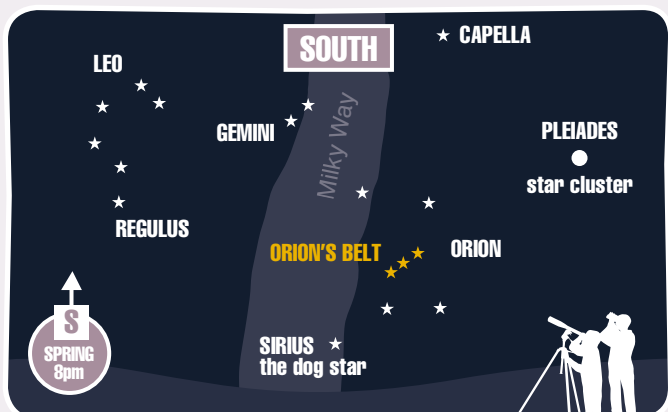 SOUTH
CAPELLA
LEO
GEMINI
Milky Way
PLEIADES
star cluster
REGULUS
ORION'S BELT
ORION
S
SPRING
8pm
SIRIUS
the dog star